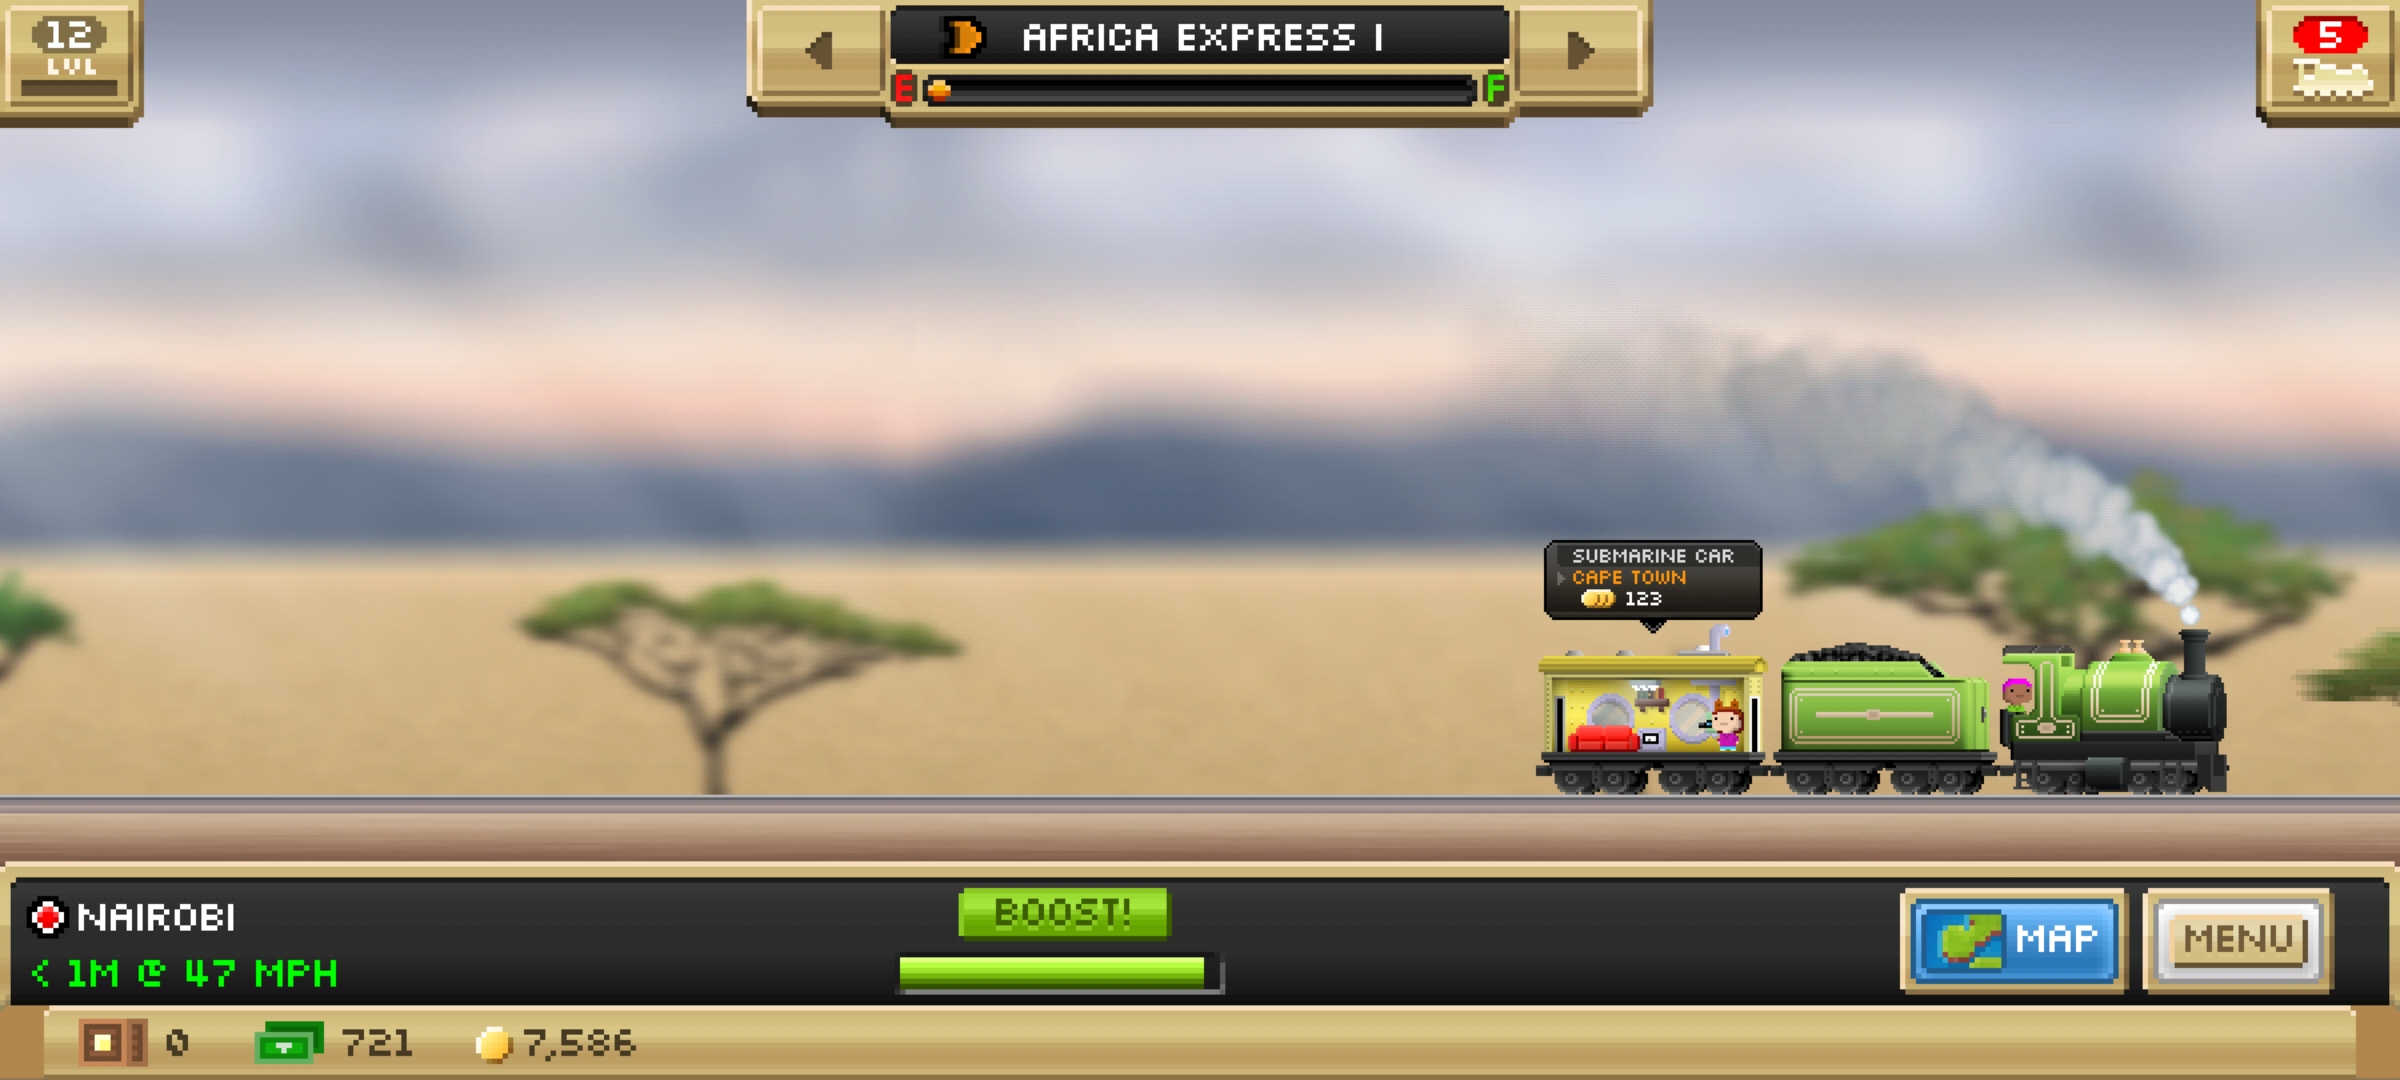 12
LVL
AFRICA EXPRESS I
E
F
5
SUBMARINE CAR
CAPE TOWN
123
NAIROBI
< 1M @ 47 MPH
BOOST!
MAP
MENU
0
721
7,586